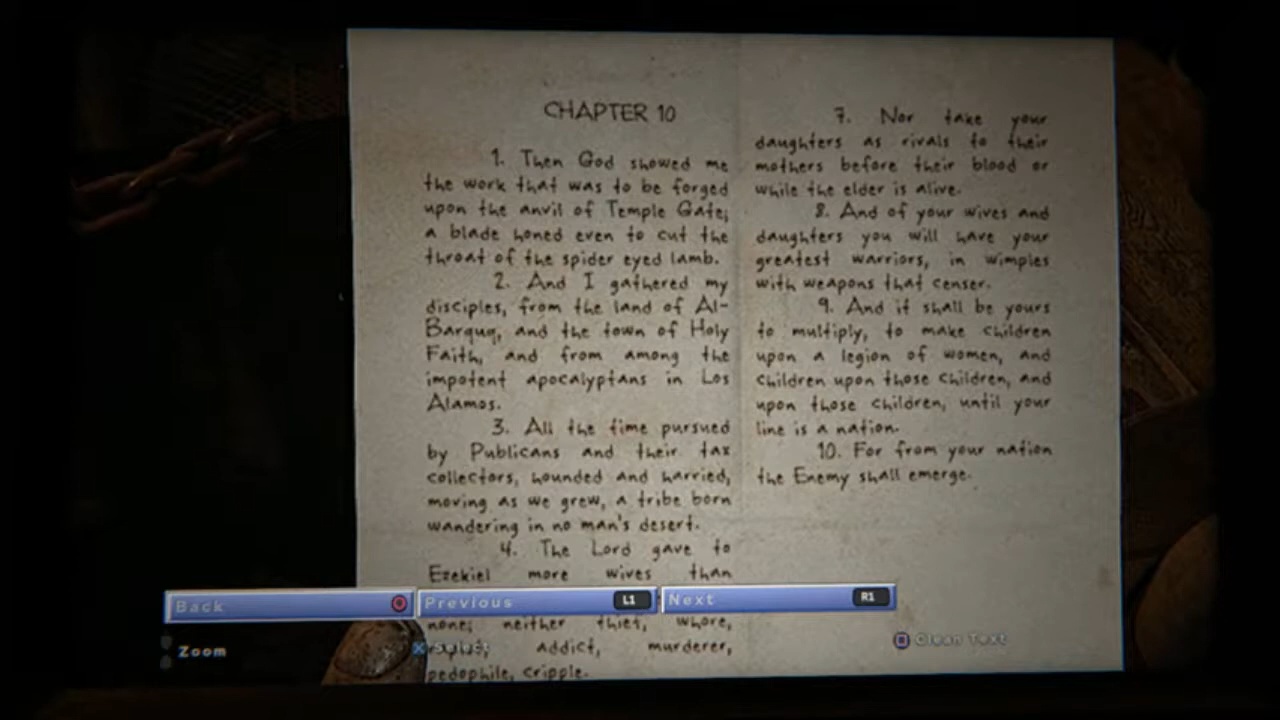 CHAPTER 10
1. Then God showed me
the work that was to be forged
upon the anvil of Temple Gate;
a blade honed even to cut the
throat of the spider eyed lamb.
2. And I gathered my
disciples, from the land of Al-
Barquq, and the town of Holy
Faith, and from among the
impotent apocalyptans in Los
Alamos.
3. All the time pursued
by Publicans and their tax
collectors, hounded and harried,
moving as we grew, a tribe born
wandering in no man's desert.
4. The Lord gave to
Ezekiel more wives than
none; neither thief, whore,
addict, murderer,
pedophile, cripple.
7. Nor take your
daughters as rivals to their
mothers before their blood or
while the elder is alive.
8. And of your wives and
daughters you will have your
greatest warriors, in wimples
with weapons that censer.
9. And it shall be yours
to multiply, to make children
upon a legion of women, and
children upon those children, and
upon those children, until your
line is a nation.
10. For from your nation
the Enemy shall emerge.
Back
Previous L1
Next R1
Zoom
Select
Clean Text